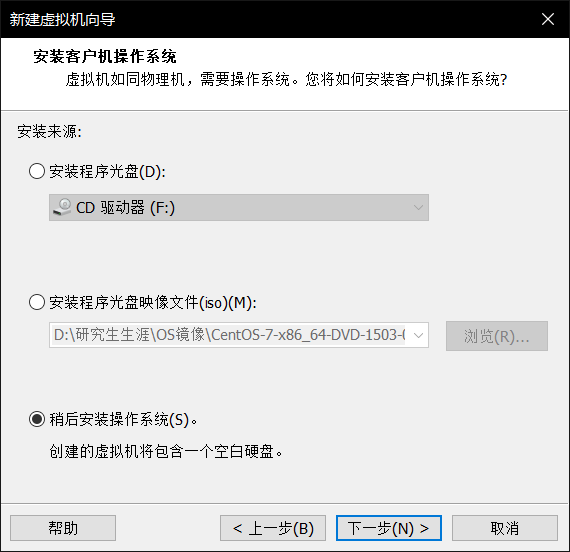 新建虚拟机向导
安装客户机操作系统
虚拟机如同物理机，需要操作系统。您将如何安装客户机操作系统?
安装来源:
安装程序光盘(D):
CD 驱动器 (F:)
安装程序光盘映像文件(iso)(M):
D:\研究生生涯\OS镜像\CentOS-7-x86_64-DVD-1503-
浏览(R)...
稍后安装操作系统(S)。
创建的虚拟机将包含一个空白硬盘。
帮助
< 上一步(B)
下一步(N) >
取消